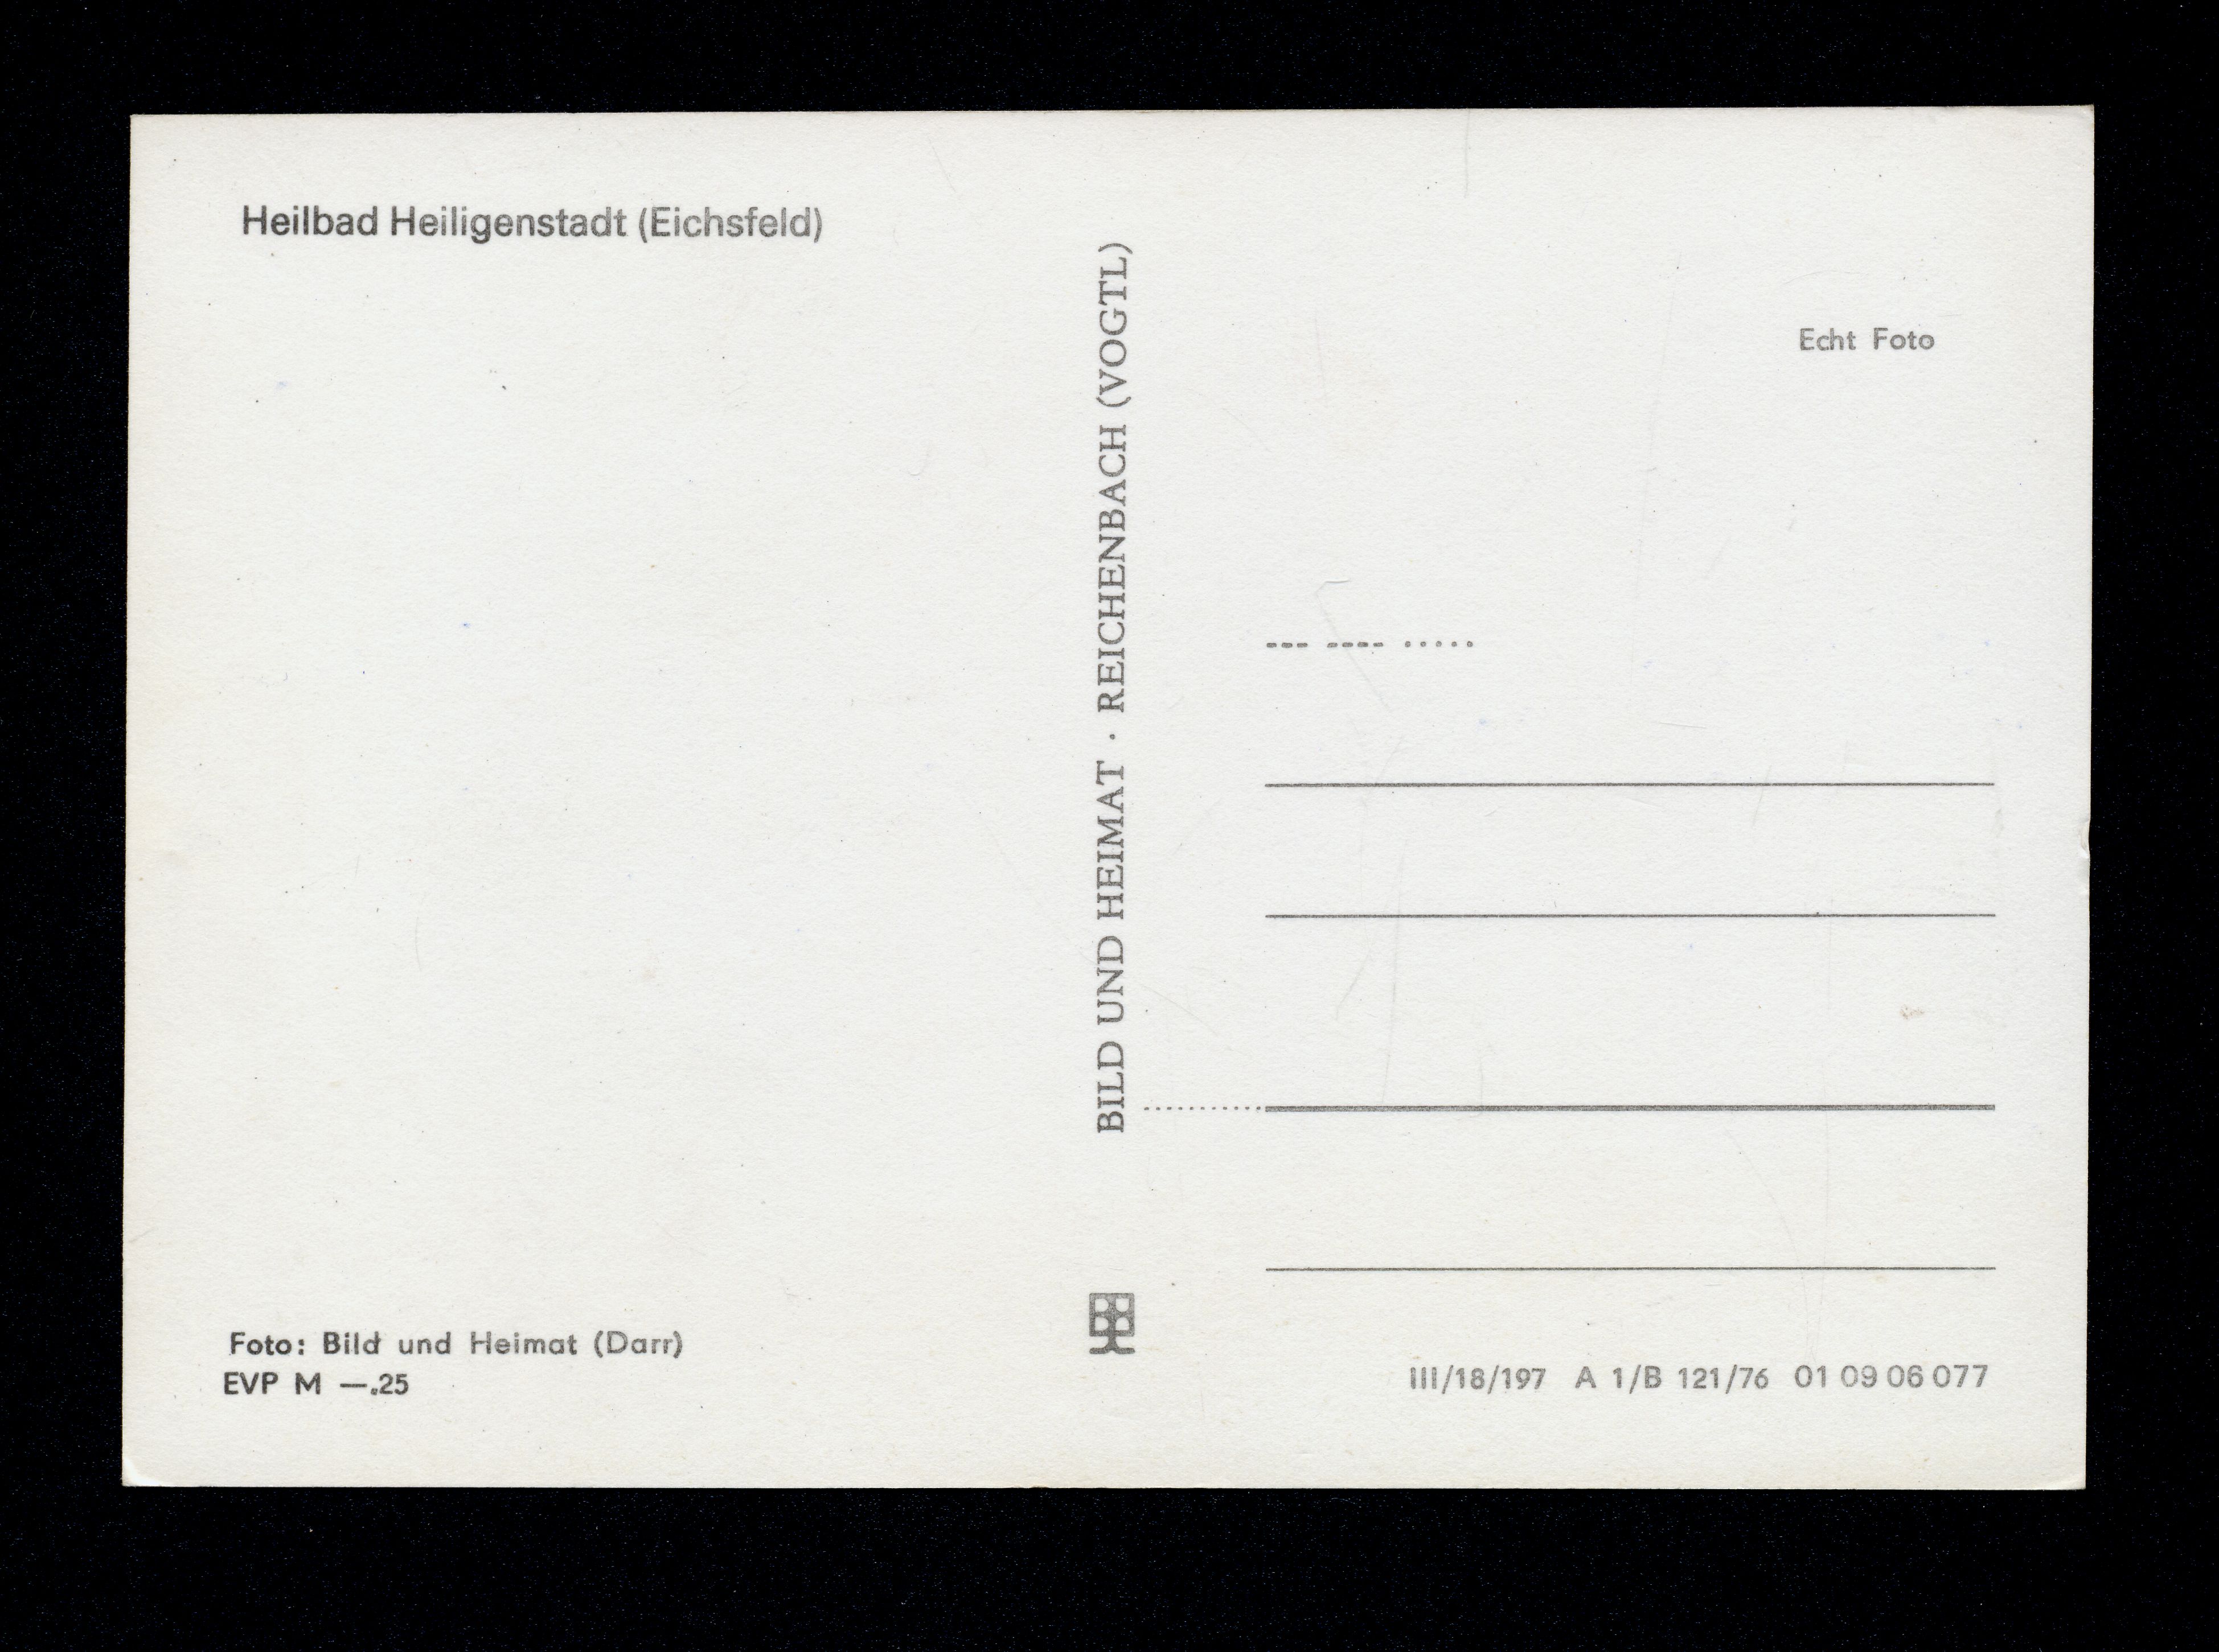 Heilbad Heiligenstadt (Eichsfeld)
BILD UND HEIMAT · REICHENBACH (VOGTL)
Echt Foto
Foto: Bild und Heimat (Darr)
EVP M —.25
III/18/197 A 1/B 121/76 01 09 06 077